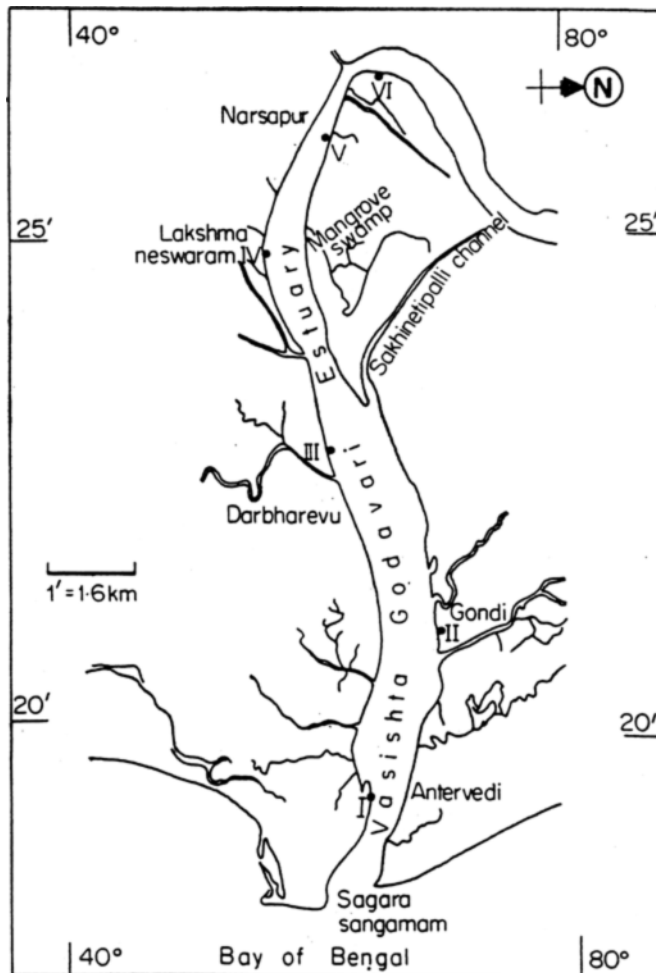 40°
80°
N
VI
Narsapur
V
Mangrove
swamp
25'
25'
Lakshma
neswaram IV
Sakhinetipalli channel
Estuary
III
Darbharevu
Godavari
1' = 1·6 km
Gondi
II
20'
20'
Vasishta
I
Antervedi
Sagara
sangamam
40°
Bay of Bengal
80°